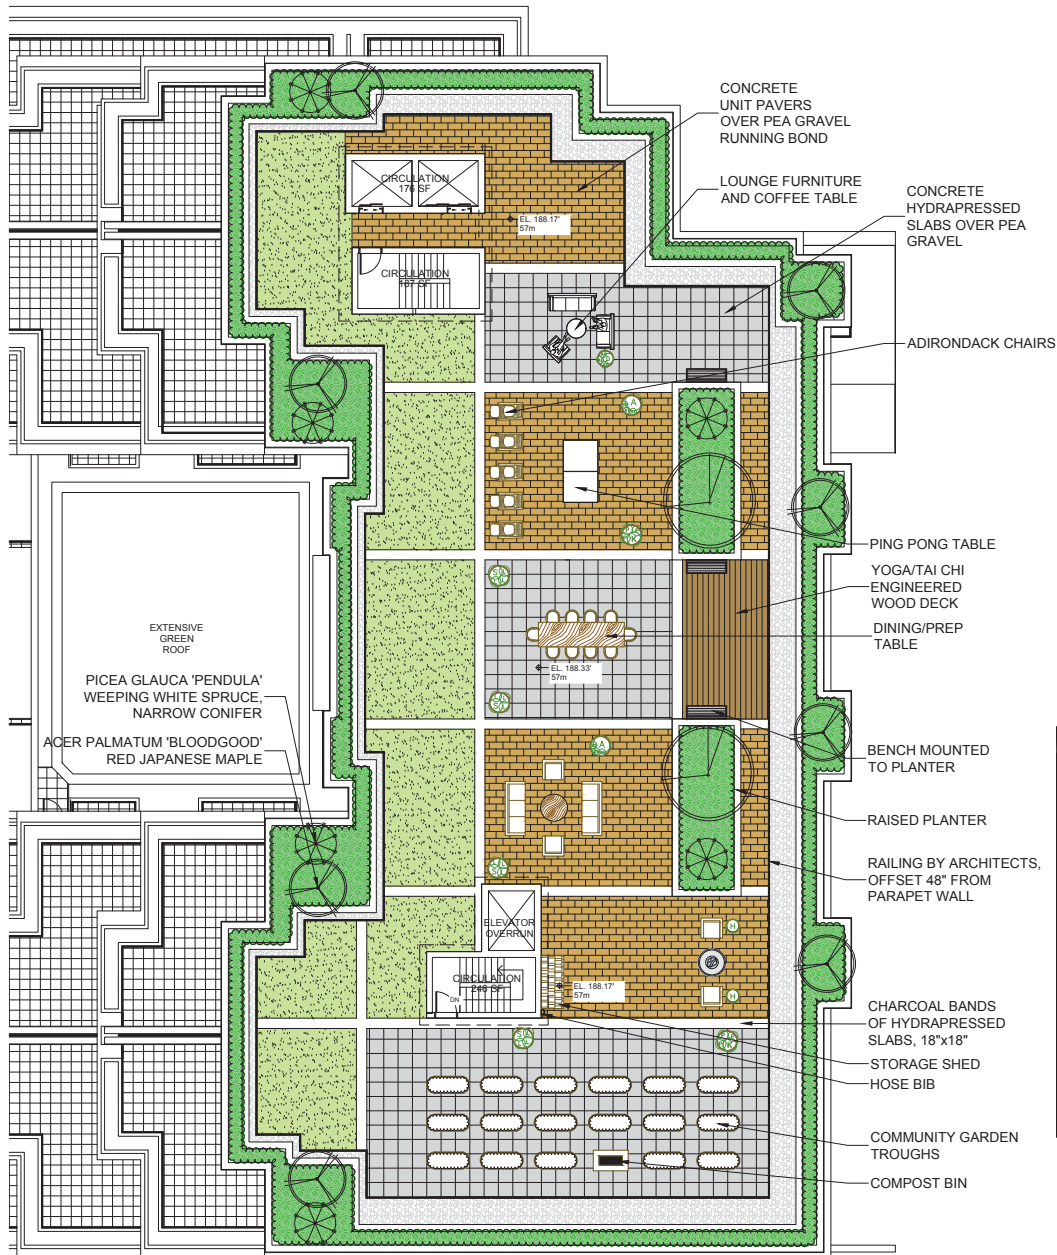 CONCRETE
UNIT PAVERS
OVER PEA GRAVEL
RUNNING BOND
LOUNGE FURNITURE
AND COFFEE TABLE
CONCRETE
HYDRAPRESSED
SLABS OVER PEA
GRAVEL
CIRCULATION
176 SF
EL. 188.17'
57m
CIRCULATION
187 SF
ADIRONDACK CHAIRS
A
PING PONG TABLE
YOGA/TAI CHI
ENGINEERED
WOOD DECK
DINING/PREP
TABLE
EXTENSIVE
GREEN
ROOF
EL. 188.33'
57m
PICEA GLAUCA 'PENDULA'
WEEPING WHITE SPRUCE,
NARROW CONIFER
ACER PALMATUM 'BLOODGOOD'
RED JAPANESE MAPLE
A
BENCH MOUNTED
TO PLANTER
RAISED PLANTER
RAILING BY ARCHITECTS,
OFFSET 48" FROM
PARAPET WALL
ELEVATOR
OVERRUN
H
CIRCULATION
246 SF
DN
EL. 188.17'
57m
H
CHARCOAL BANDS
OF HYDRAPRESSED
SLABS, 18"x18"
STORAGE SHED
HOSE BIB
COMMUNITY GARDEN
TROUGHS
COMPOST BIN